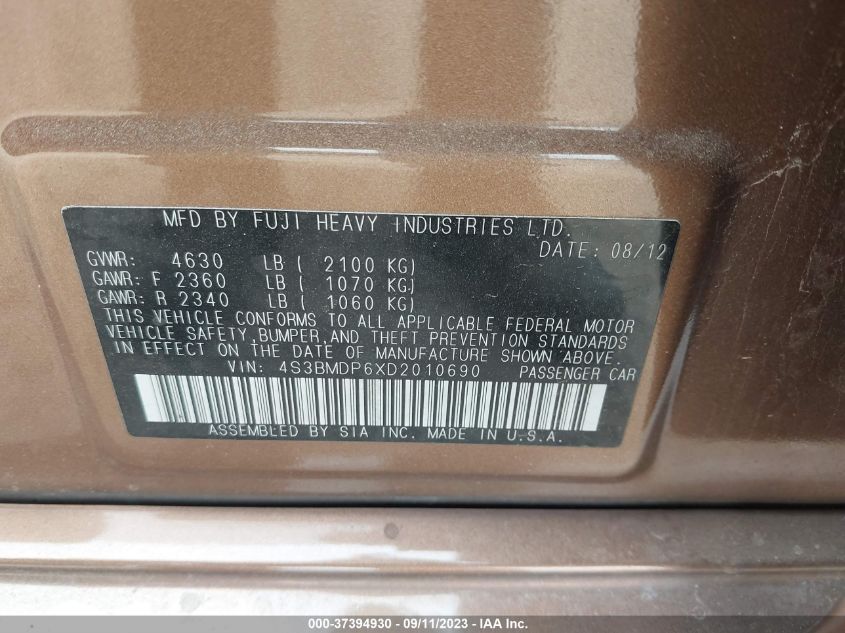 MFD BY FUJI HEAVY INDUSTRIES LTD.
DATE: 08/12
GVWR: 4630 LB ( 2100 KG)
GAWR: F 2360 LB ( 1070 KG)
GAWR: R 2340 LB ( 1060 KG)
THIS VEHICLE CONFORMS TO ALL APPLICABLE FEDERAL MOTOR
VEHICLE SAFETY, BUMPER, AND THEFT PREVENTION STANDARDS
IN EFFECT ON THE DATE OF MANUFACTURE SHOWN ABOVE.
VIN: 4S3BMDP6XD2010690 PASSENGER CAR
ASSEMBLED BY SIA INC. MADE IN U.S.A.
000-37394930 - 09/11/2023 - IAA Inc.